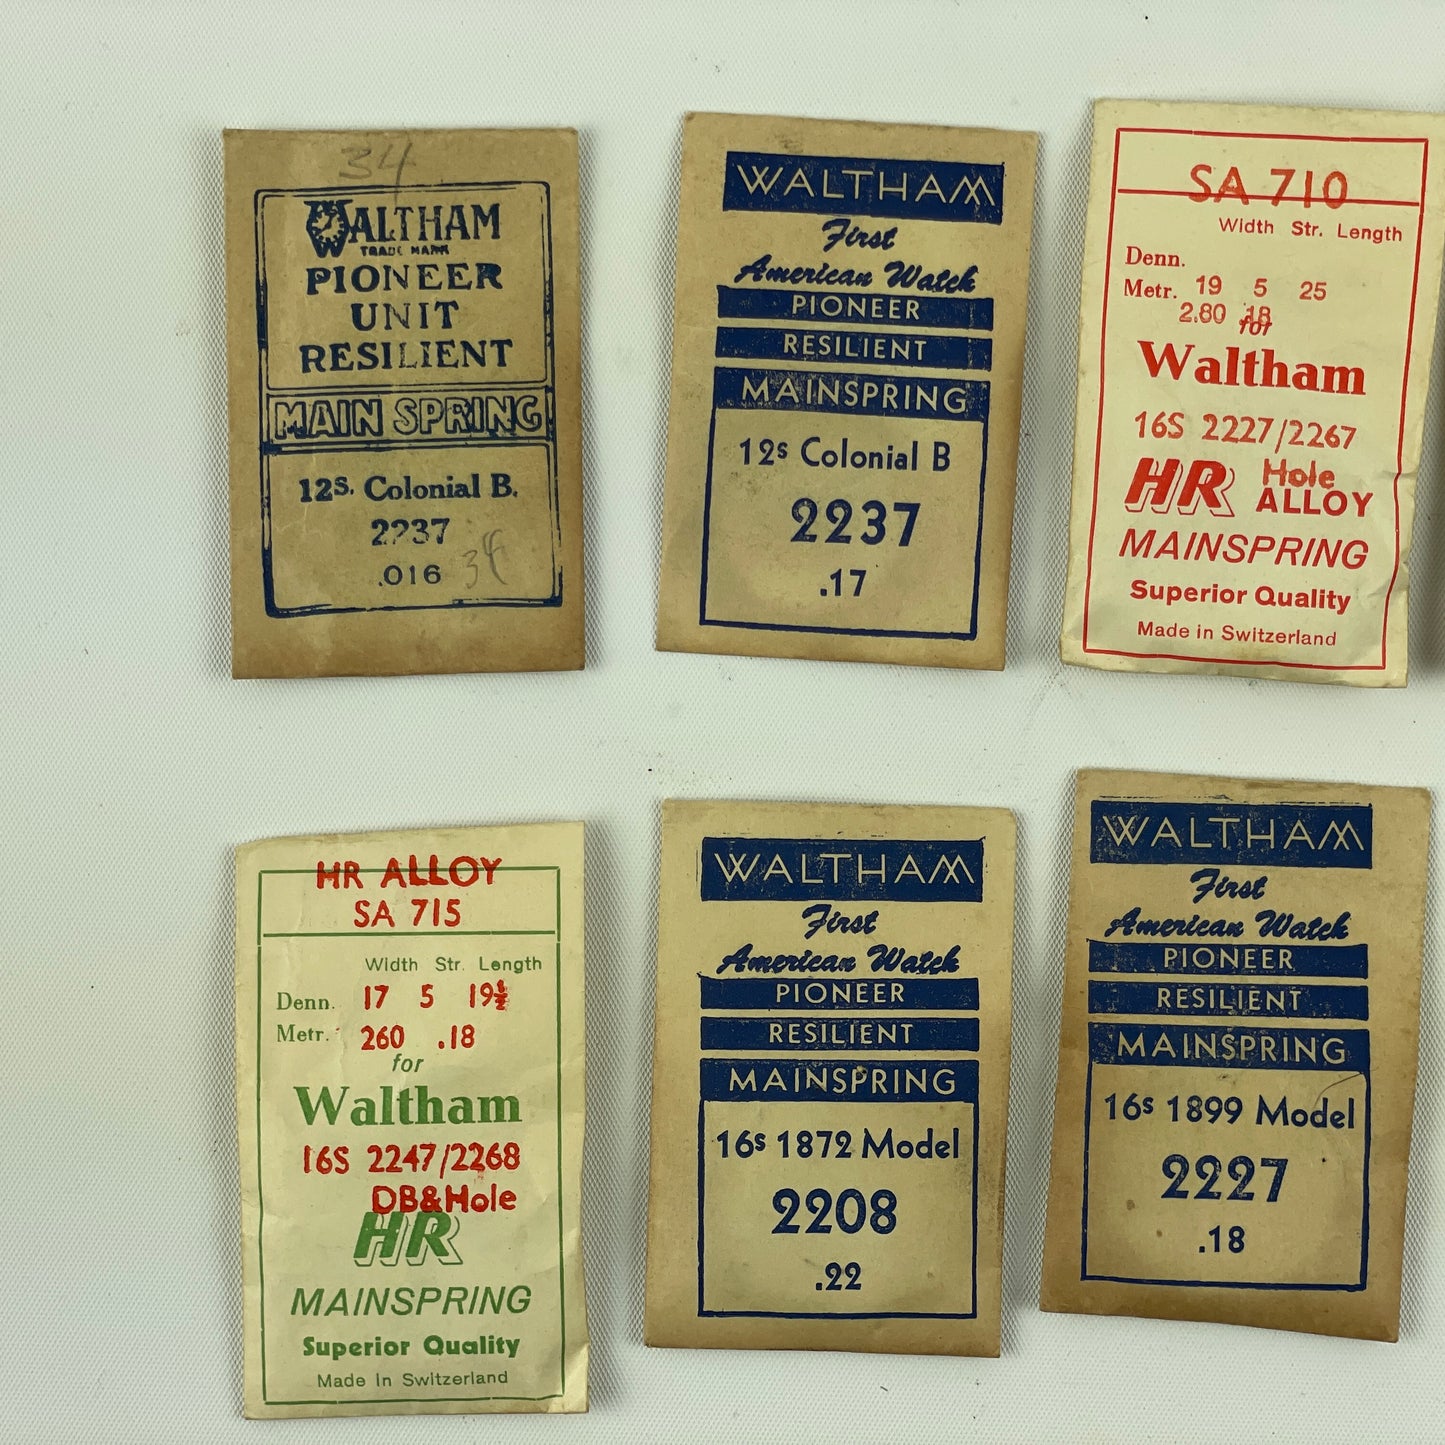 34
WALTHAM
TRADE MARK
PIONEER
UNIT
RESILIENT
MAIN SPRING
12S. Colonial B.
2237
.016 34
WALTHAM
First
American Watch
PIONEER
RESILIENT
MAINSPRING
12s Colonial B
2237
.17
SA 710
Width Str. Length
Denn.
Metr. 19 5 25
2.80 .18
for
Waltham
16S 2227/2267
HR Hole
ALLOY
MAINSPRING
Superior Quality
Made in Switzerland
HR ALLOY
SA 715
Width Str. Length
Denn. 17 5 19½
Metr. 260 .18
for
Waltham
16S 2247/2268
DB&Hole
HR
MAINSPRING
Superior Quality
Made In Switzerland
WALTHAM
First
American Watch
PIONEER
RESILIENT
MAINSPRING
16s 1872 Model
2208
.22
WALTHAM
First
American Watch
PIONEER
RESILIENT
MAINSPRING
16s 1899 Model
2227
.18